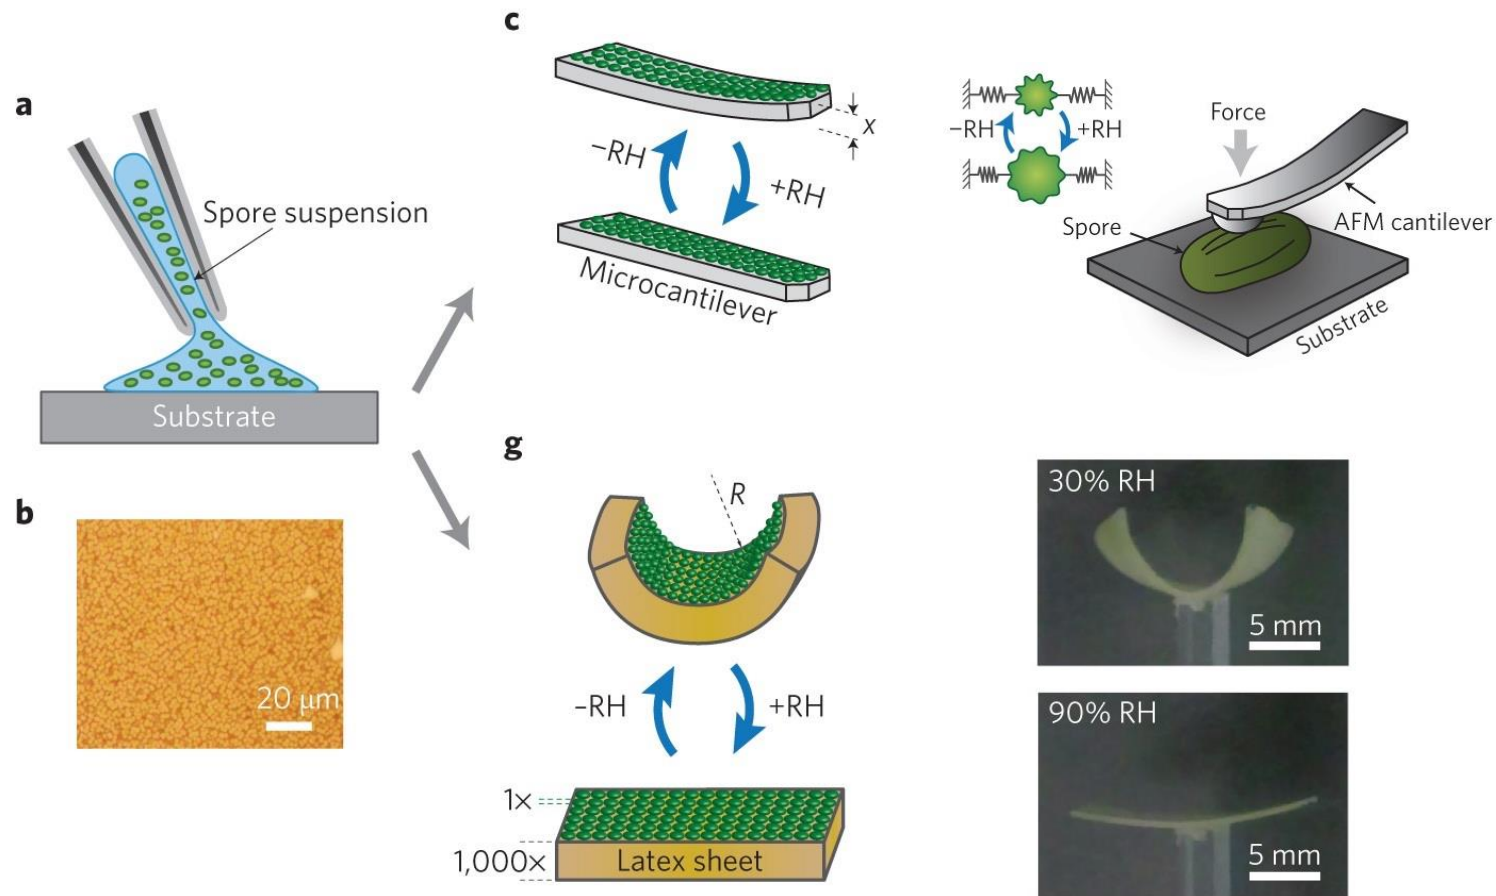 a
Spore suspension
Substrate
b
20 μm
c
–RH
+RH
x
Microcantilever
–RH
+RH
Force
Spore
AFM cantilever
Substrate
g
R
–RH
+RH
1×
1,000×
Latex sheet
30% RH
5 mm
90% RH
5 mm